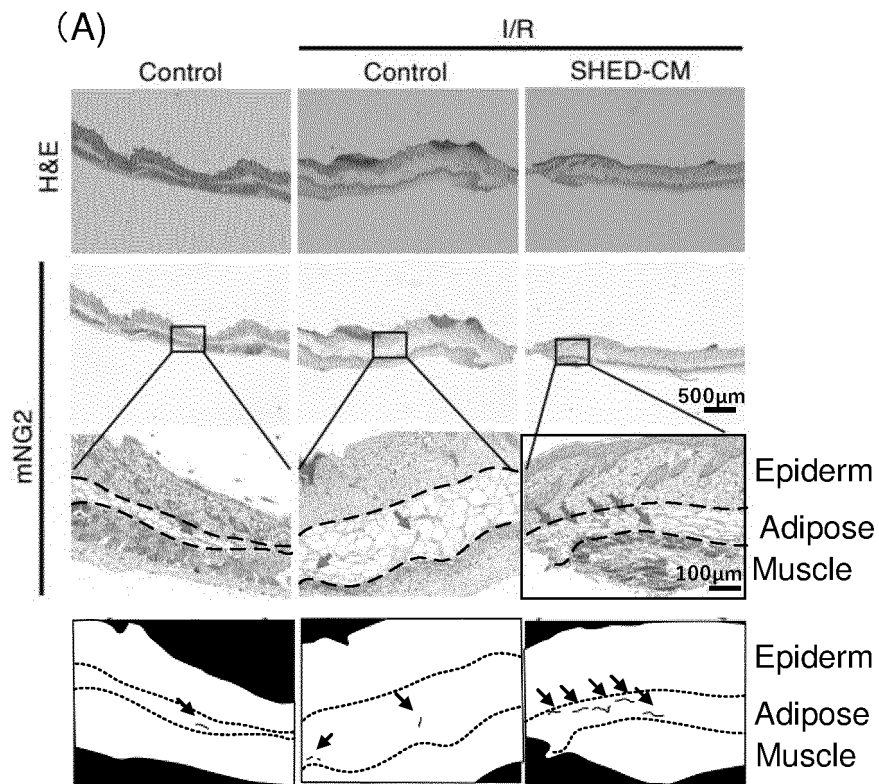 (A)
I/R
Control
Control
SHED-CM
H&E
mNG2
500μm
Epiderm
Adipose
Muscle
100μm
Epiderm
Adipose
Muscle